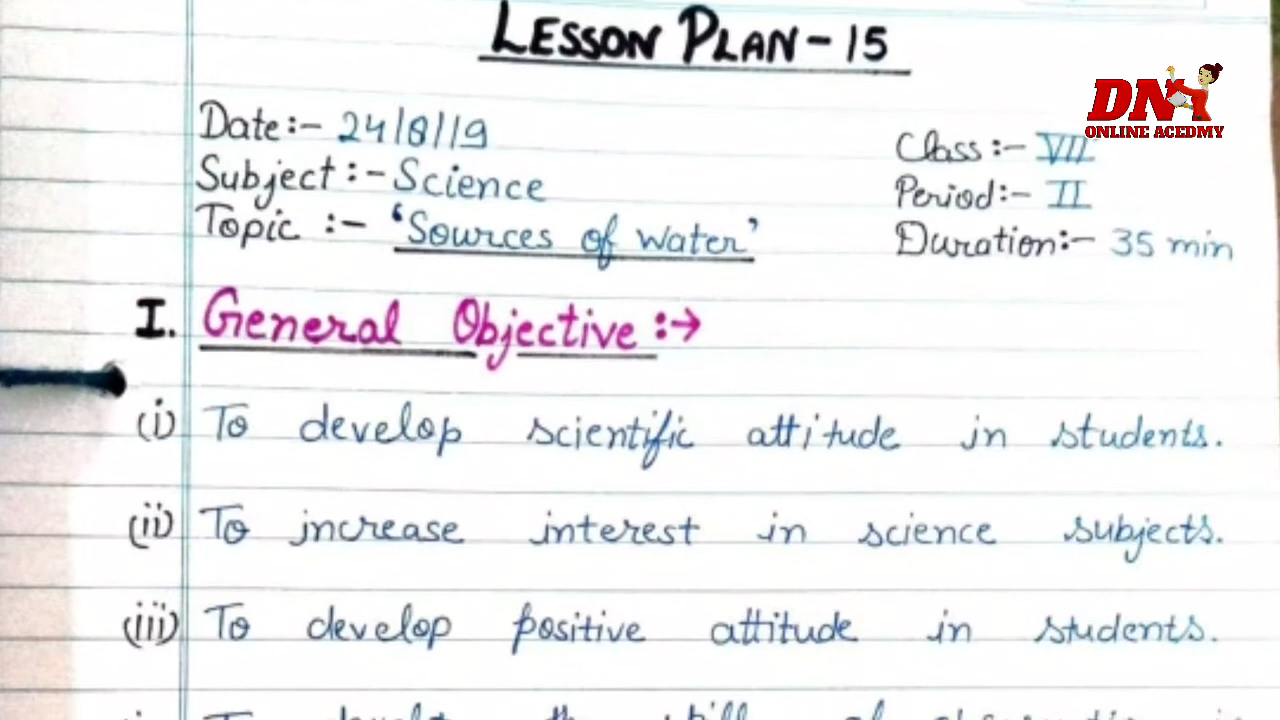 LESSON PLAN - 15
DNA
ONLINE ACEDMY
Date:- 24/8/19
Class:- VII
Subject:- Science
Period:- II
Topic:- 'Sources of water'
Duration:- 35 min
I. General Objective:→
(i) To develop scientific attitude in students.
(ii) To increase interest in science subjects.
(iii) To develop positive attitude in students.